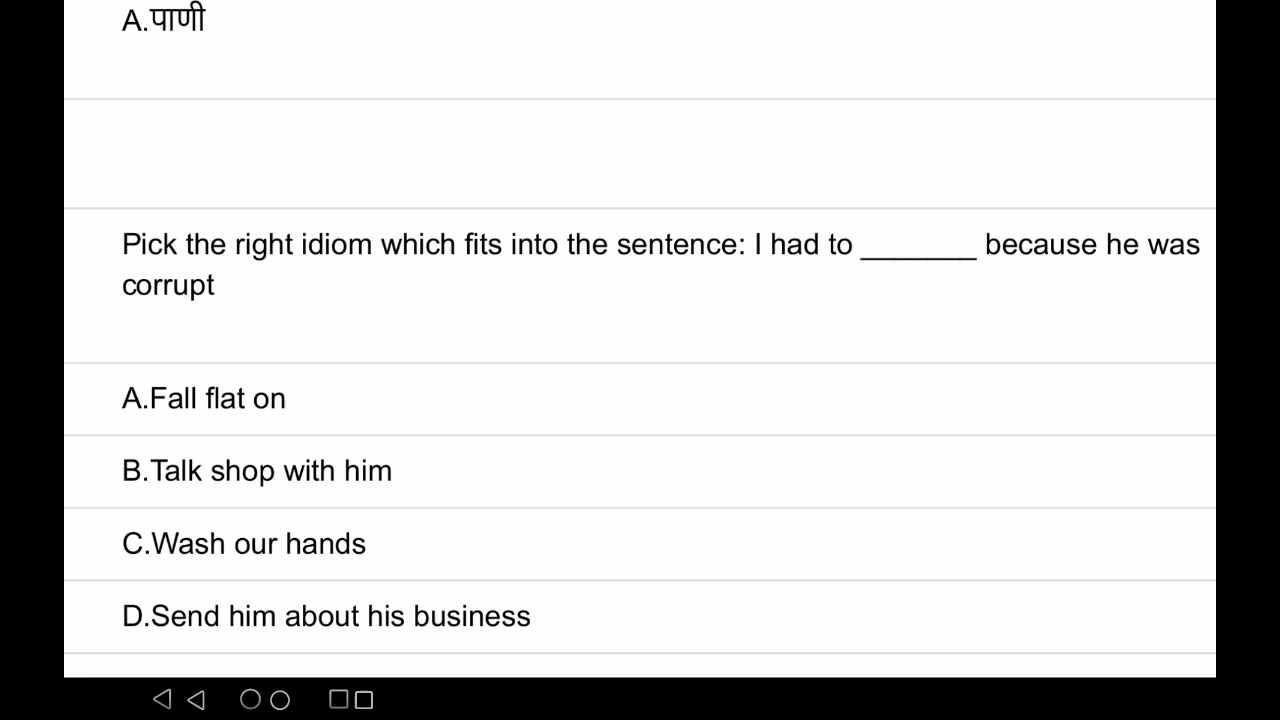 A.पाणी
Pick the right idiom which fits into the sentence: I had to _______ because he was
corrupt
A.Fall flat on
B.Talk shop with him
C.Wash our hands
D.Send him about his business